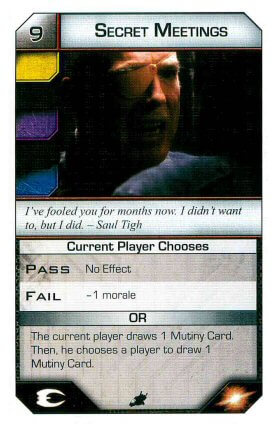 9
SECRET MEETINGS
I've fooled you for months now. I didn't want
to, but I did. – Saul Tigh
Current Player Chooses
PASS No Effect
FAIL -1 morale
OR
The current player draws 1 Mutiny Card.
Then, he chooses a player to draw 1
Mutiny Card.